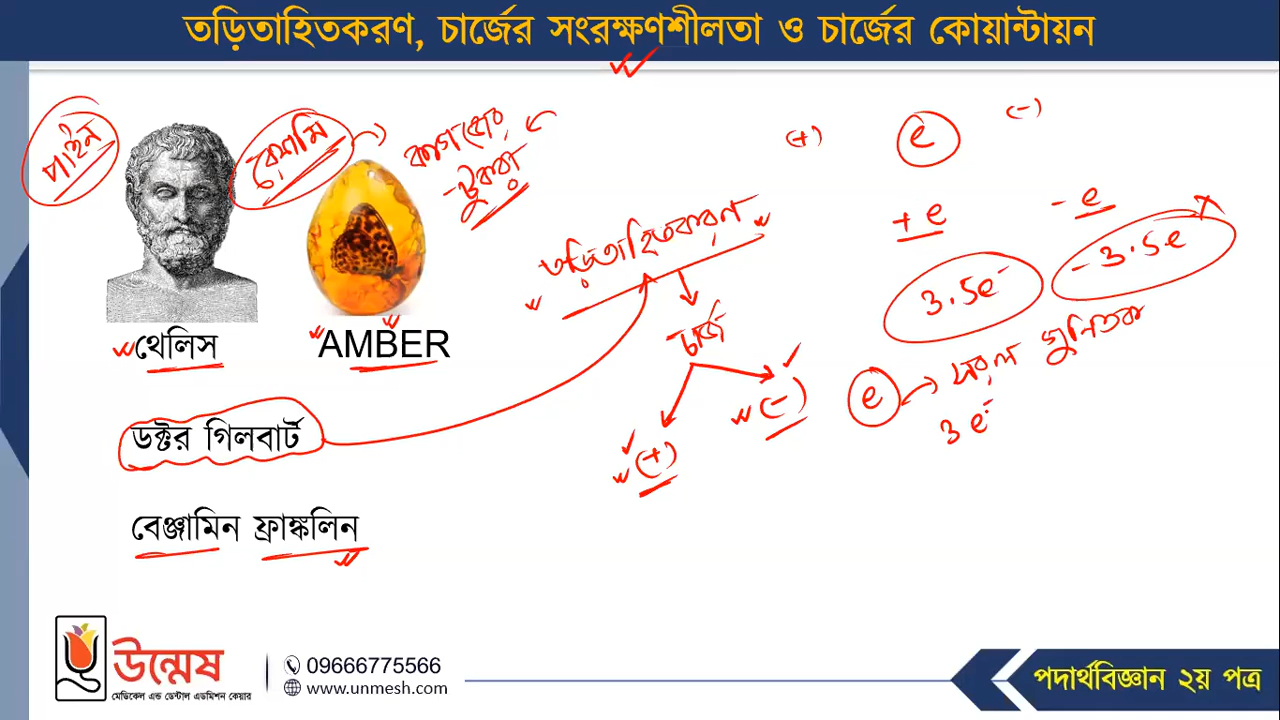 তড়িতাহিতকরণ, চার্জের সংরক্ষণশীলতা ও চার্জের কোয়ান্টায়ন
পাইন
রেশমি
কাগজের
টুকরা
(+)
e
(-)
+e
-e
তড়িতাহিতকরণ
3.5e⁻
-3.5e
থেলিস
AMBER
চার্জ
e → সরল গুণিতক
3e⁻
(+)
(-)
ডক্টর গিলবার্ট
বেঞ্জামিন ফ্রাঙ্কলিন
উন্মেষ
মেডিকেল এন্ড ডেন্টাল এডমিশন কেয়ার
09666775566
www.unmesh.com
পদার্থবিজ্ঞান ২য় পত্র